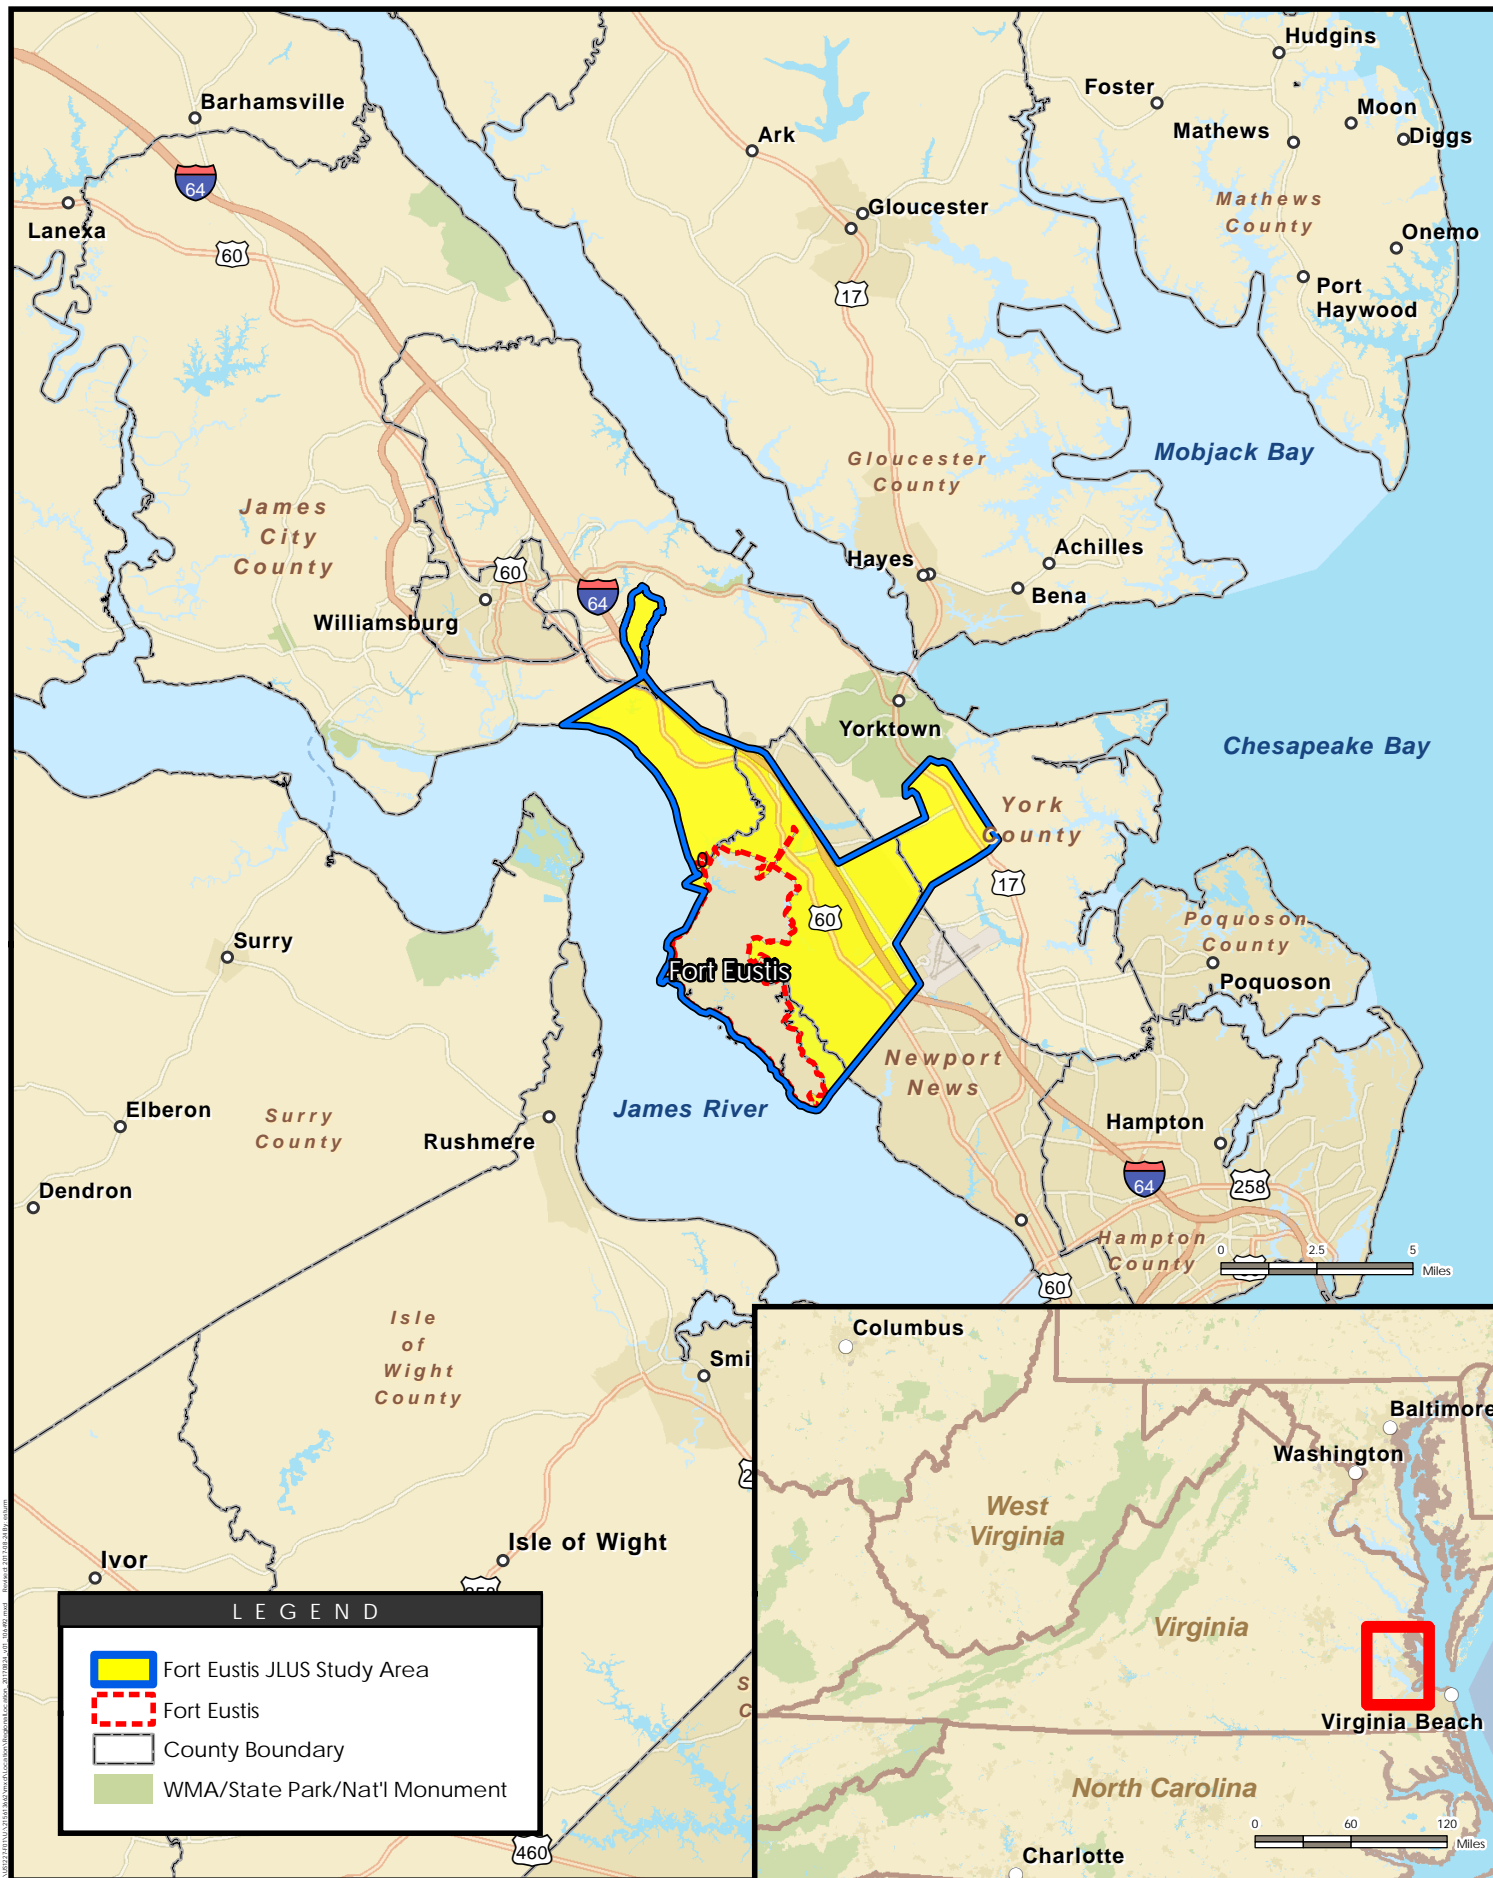 Hudgins
Foster
Moon
Barhamsville
Mathews
Diggs
Ark
64
Mathews
County
Lanexa
Gloucester
Onemo
60
17
Port
Haywood
Mobjack Bay
Gloucester
County
James
City
County
Achilles
Hayes
60
Bena
64
Williamsburg
Yorktown
Chesapeake Bay
York
County
0
17
60
Poquoson
County
Surry
Fort Eustis
Poquoson
Newport
News
James River
Elberon
Surry
County
Rushmere
Hampton
64
258
Dendron
Hampton
County
0 2.5 5
Miles
60
Isle
of
Wight
County
Smi
Columbus
Baltimore
Washington
West
Virginia
Isle of Wight
Ivor
258
Virginia
Virginia Beach
North Carolina
0 60 120
Miles
Charlotte
460
LEGEND
Fort Eustis JLUS Study Area
Fort Eustis
County Boundary
WMA/State Park/Nat'l Monument